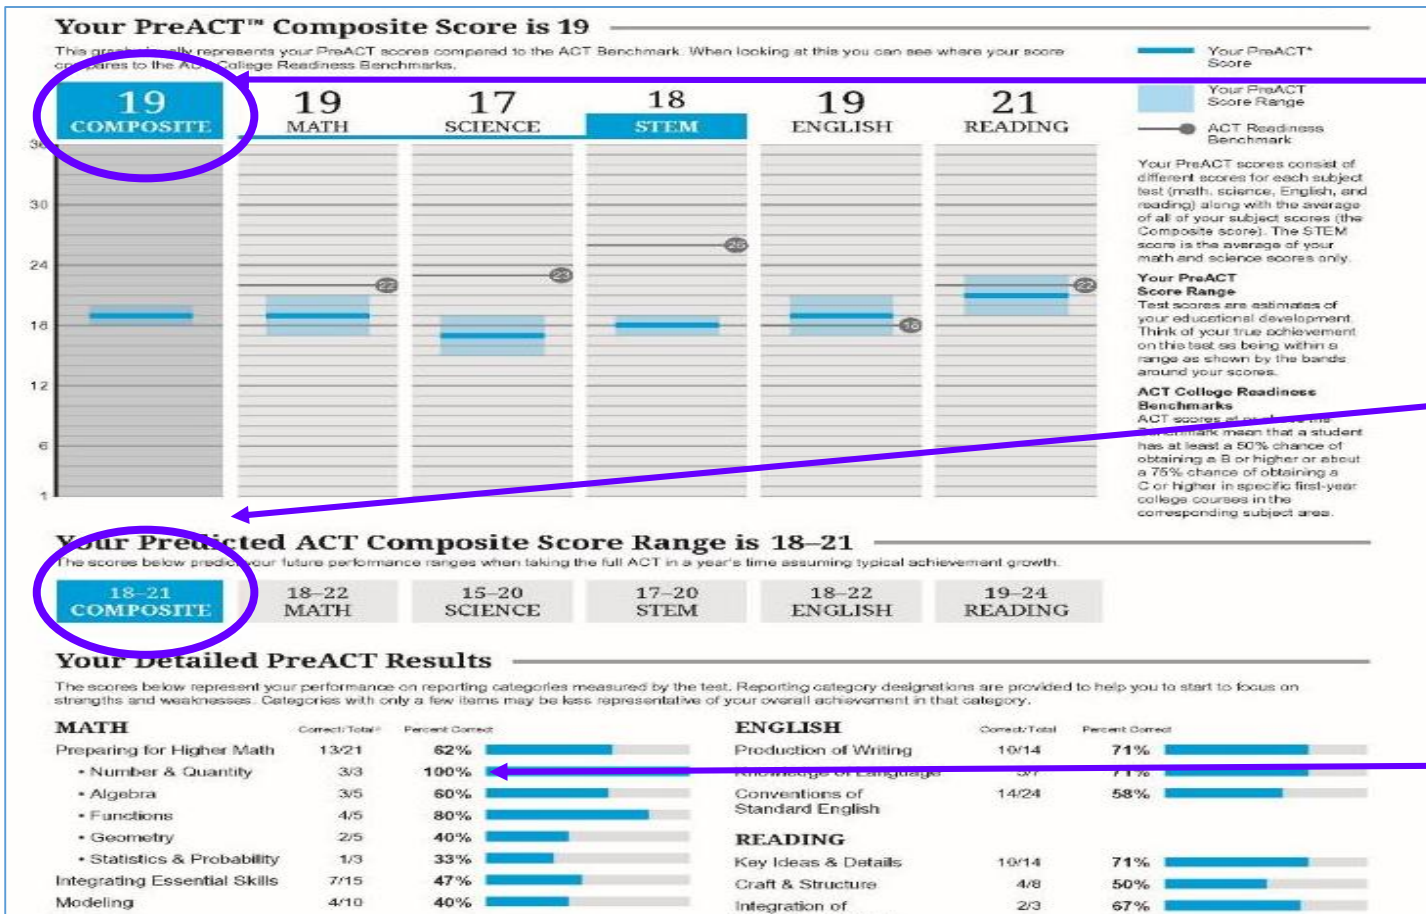 Your PreACT™ Composite Score is 19
This graph visually represents your PreACT scores compared to the ACT Benchmark. When looking at this you can see where your score
compares to the ACT College Readiness Benchmarks.
19
COMPOSITE
19
MATH
17
SCIENCE
18
STEM
19
ENGLISH
21
READING
36
30
24
18
12
6
1
22
23
26
18
22
Your PreACT*
Score
Your PreACT
Score Range
ACT Readiness
Benchmark
Your PreACT scores consist of
different scores for each subject
test (math, science, English, and
reading) along with the average
of all of your subject scores (the
Composite score). The STEM
score is the average of your
math and science scores only.
Your PreACT
Score Range
Test scores are estimates of
your educational development.
Think of your true achievement
on this test as being within a
range as shown by the bands
around your scores.
ACT College Readiness
Benchmarks
ACT scores at or above the
Benchmark mean that a student
has at least a 50% chance of
obtaining a B or higher or about
a 75% chance of obtaining a
C or higher in specific first-year
college courses in the
corresponding subject area.
Your Predicted ACT Composite Score Range is 18–21
The scores below predict your future performance ranges when taking the full ACT in a year's time assuming typical achievement growth.
18–21
COMPOSITE
18–22
MATH
15–20
SCIENCE
17–20
STEM
18–22
ENGLISH
19–24
READING
Your Detailed PreACT Results
The scores below represent your performance on reporting categories measured by the test. Reporting category designations are provided to help you to start to focus on
strengths and weaknesses. Categories with only a few items may be less representative of your overall achievement in that category.
MATH Correct/Total Percent Correct
Preparing for Higher Math 13/21 62%
• Number & Quantity 3/3 100%
• Algebra 3/5 60%
• Functions 4/5 80%
• Geometry 2/5 40%
• Statistics & Probability 1/3 33%
Integrating Essential Skills 7/15 47%
Modeling 4/10 40%
ENGLISH Correct/Total Percent Correct
Production of Writing 10/14 71%
Knowledge of Language 5/7 71%
Conventions of 14/24 58%
Standard English
READING
Key Ideas & Details 10/14 71%
Craft & Structure 4/8 50%
Integration of 2/3 67%